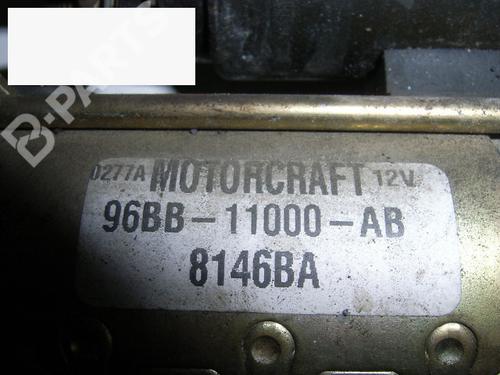 B-PARTS
0277A MOTORCRAFT 12V
96BB-11000-AB
8146BA